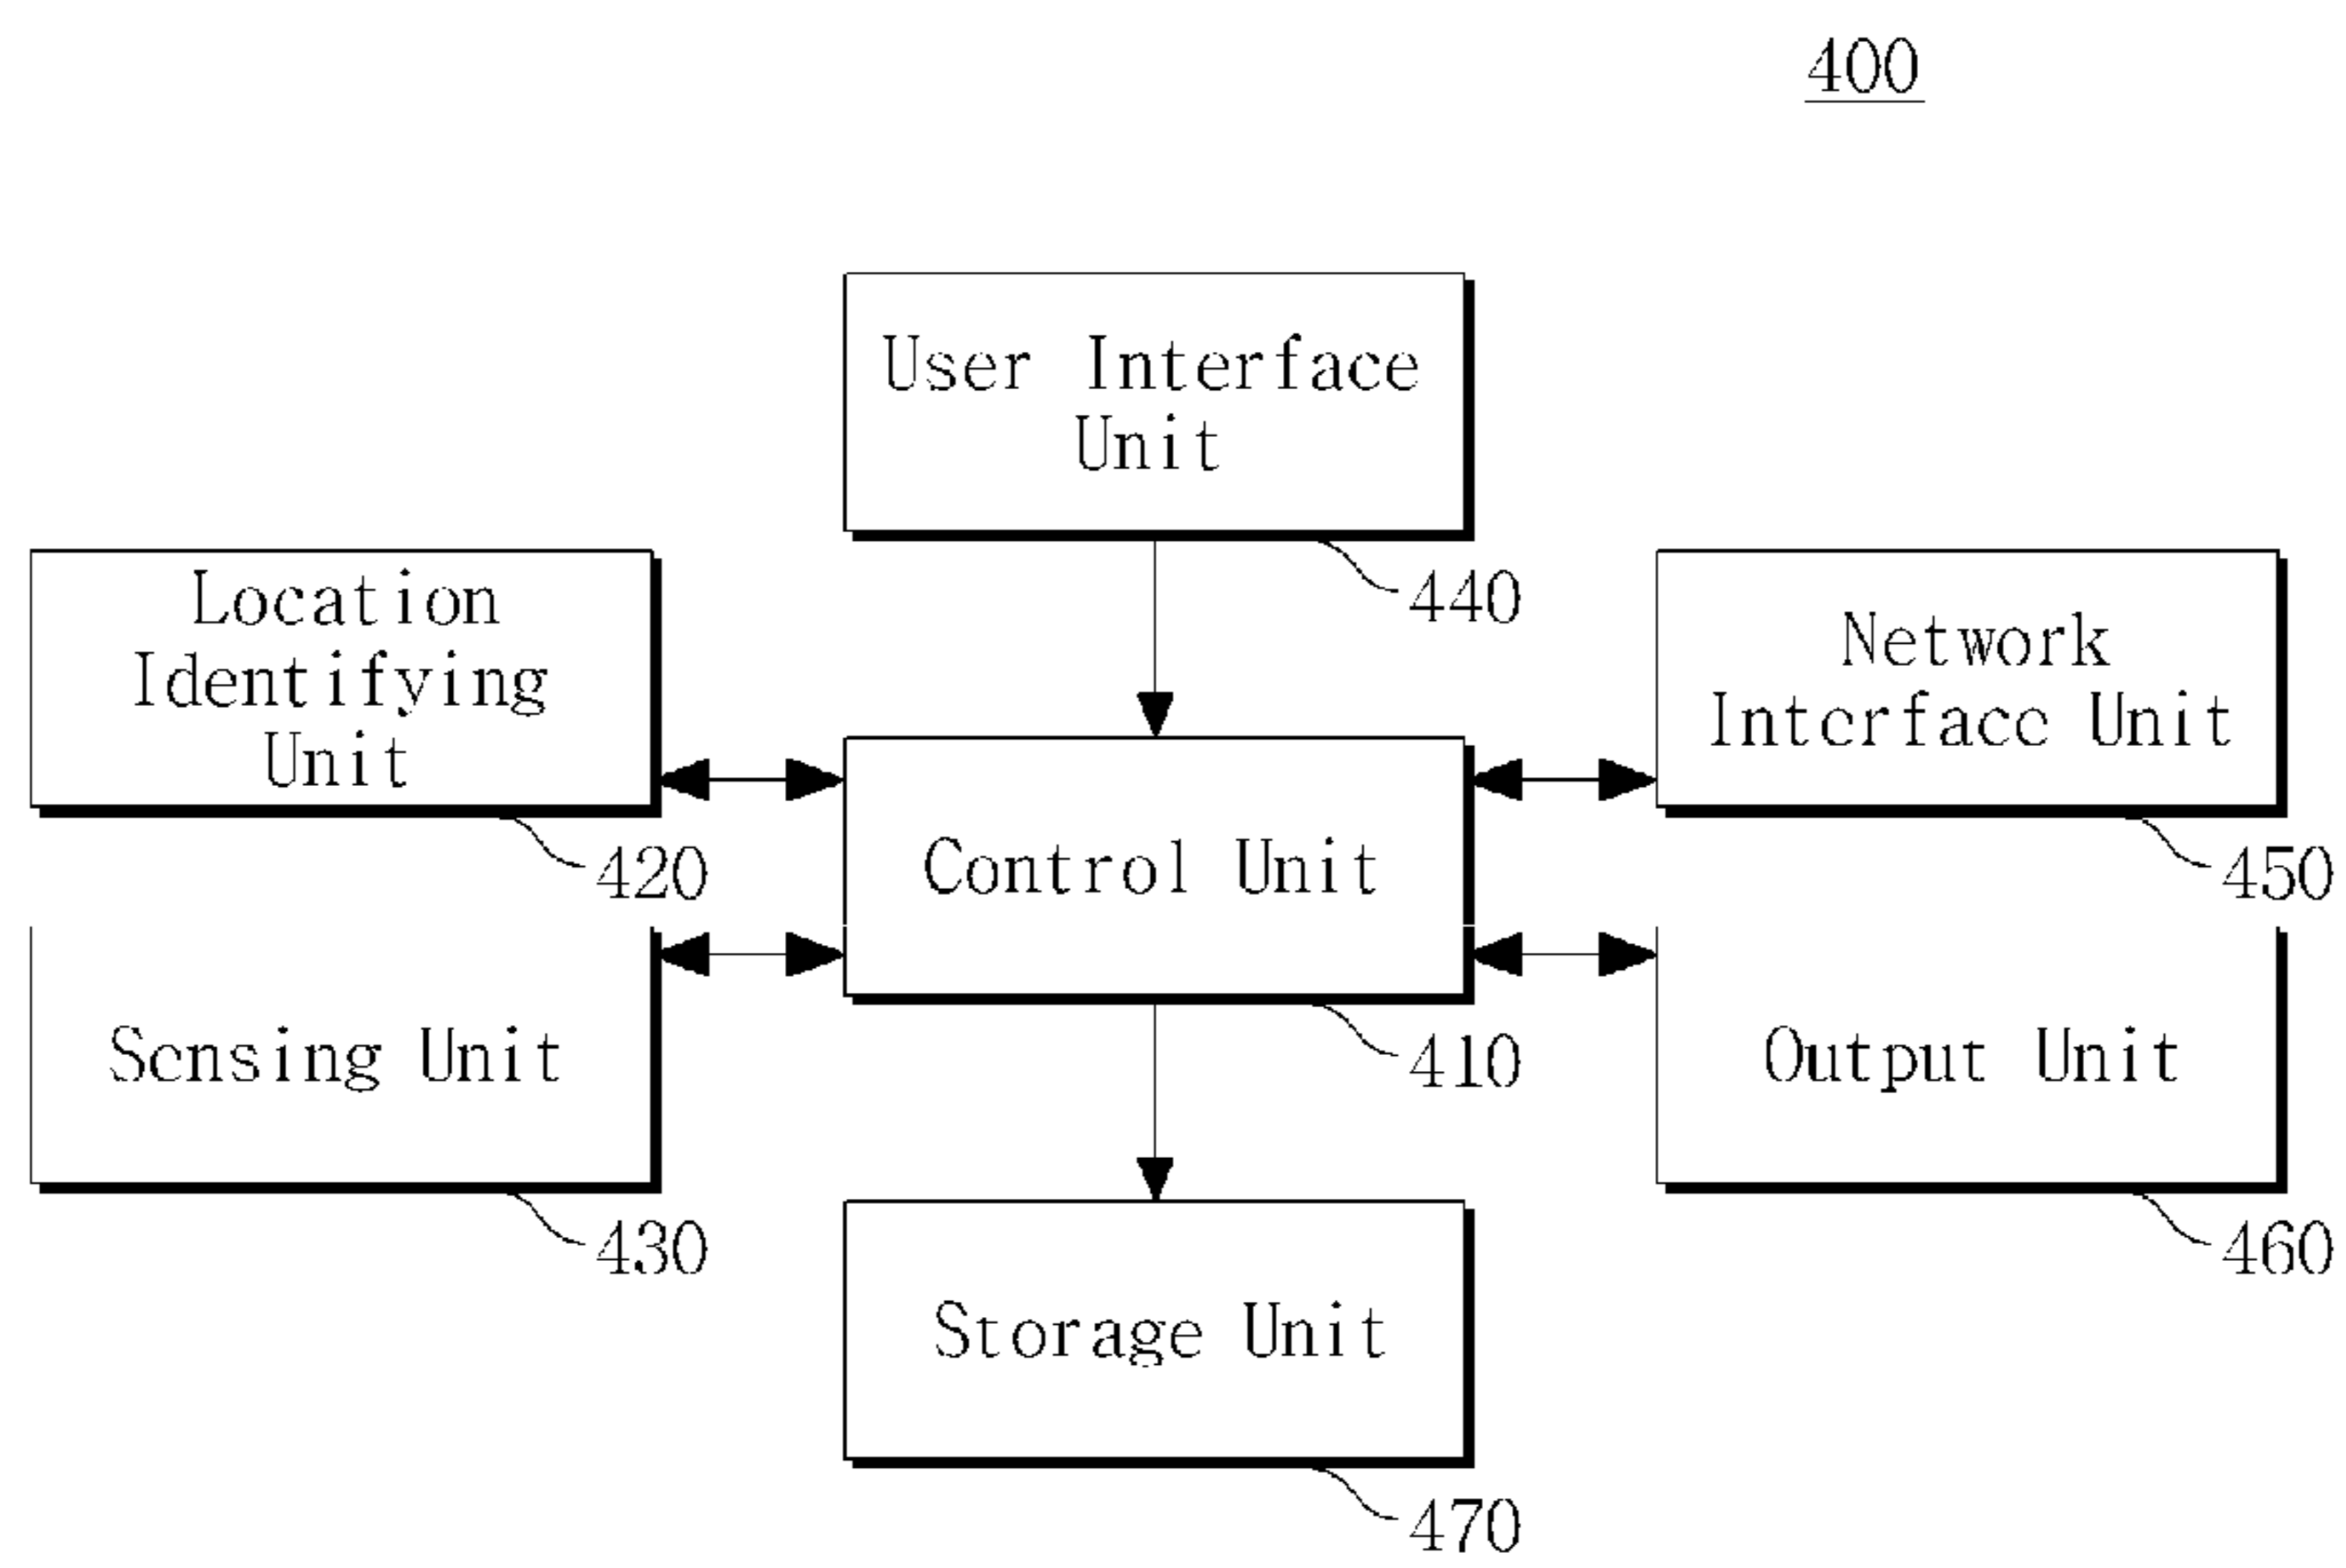 400
User Interface
Unit
440
Location
Identifying
Unit
420
Network
Interface Unit
450
Control Unit
410
Sensing Unit
430
Output Unit
460
Storage Unit
470